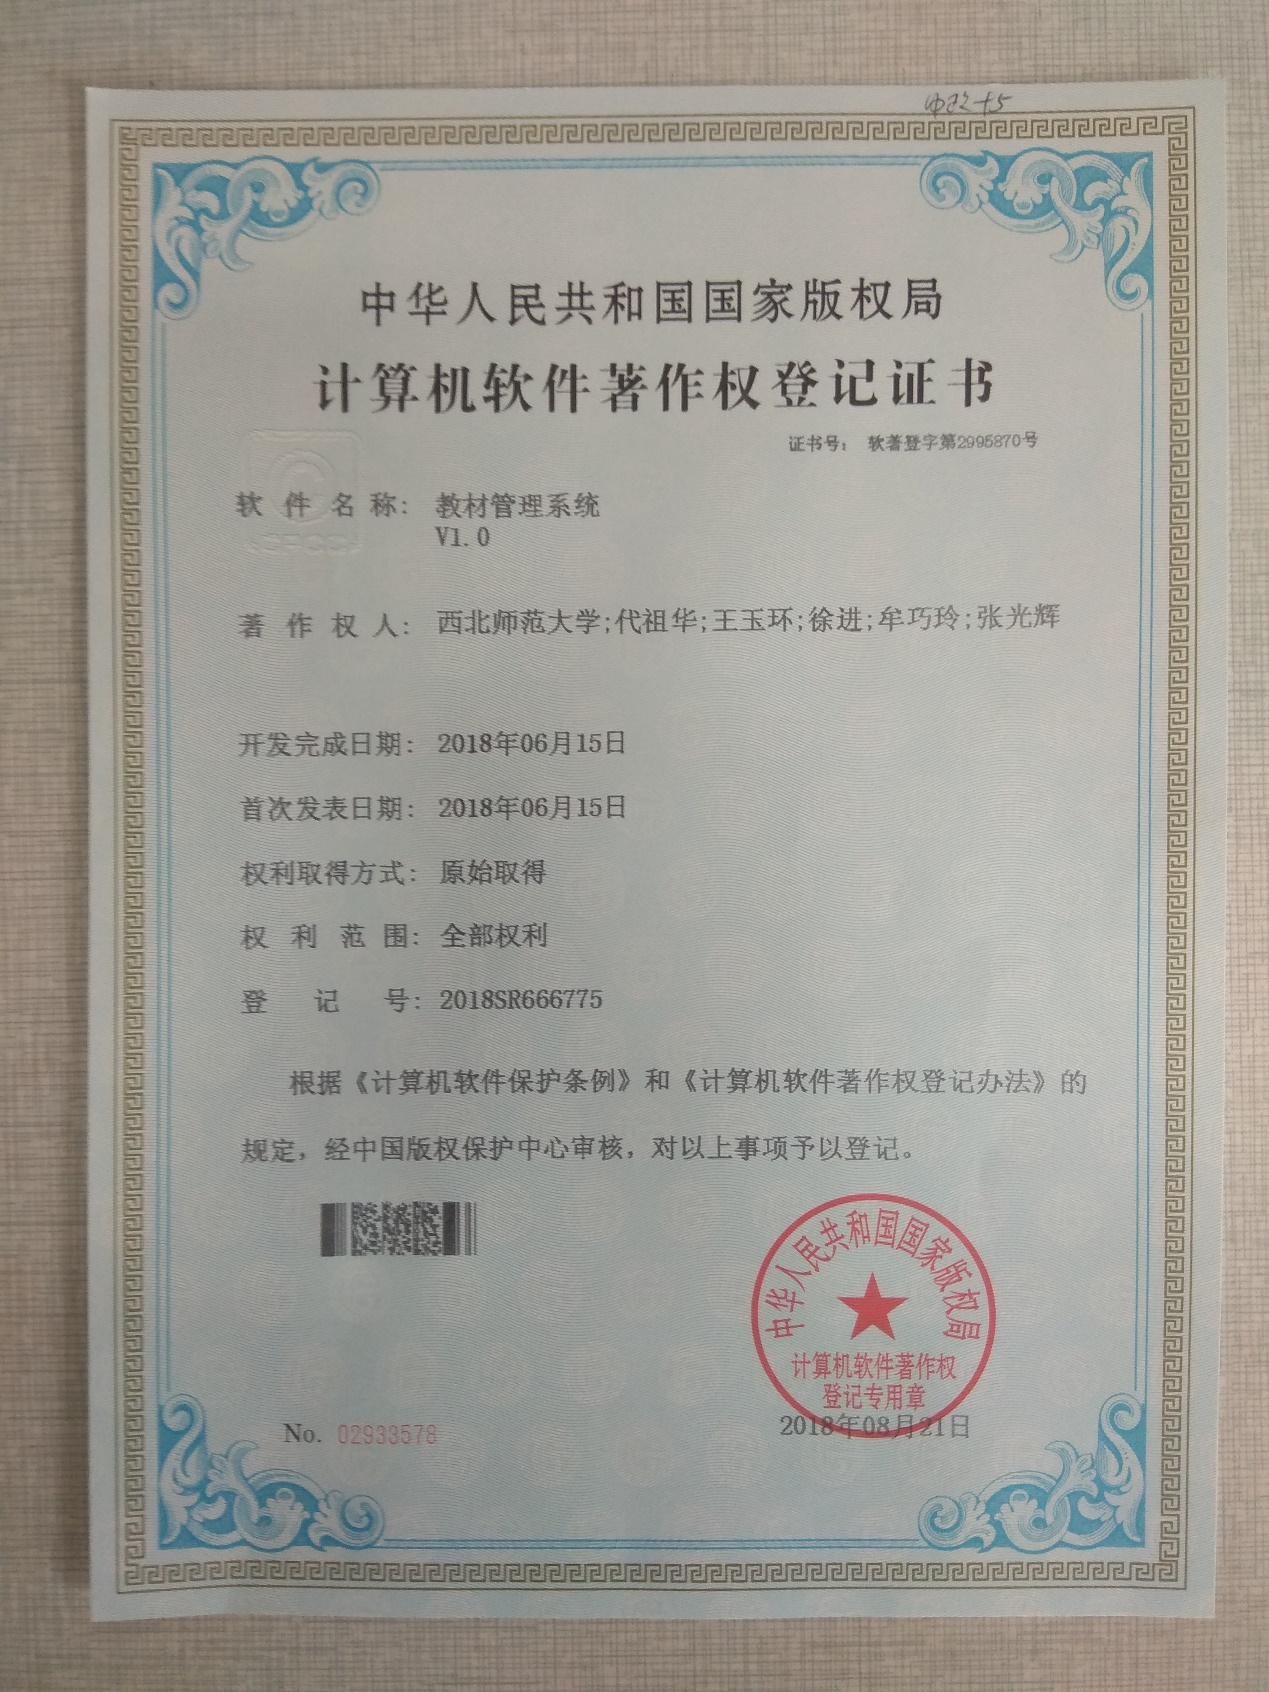 中华人民共和国国家版权局
计算机软件著作权登记证书
证书号： 软著登字第2995870号
软件名称： 教材管理系统
V1.0
著作权人： 西北师范大学;代祖华;王玉环;徐进;牟巧玲;张光辉
开发完成日期： 2018年06月15日
首次发表日期： 2018年06月15日
权利取得方式： 原始取得
权利范围： 全部权利
登记号： 2018SR666775
根据《计算机软件保护条例》和《计算机软件著作权登记办法》的
规定，经中国版权保护中心审核，对以上事项予以登记。
中华人民共和国国家版权局
计算机软件著作权
登记专用章
No. 02933578
2018年08月21日